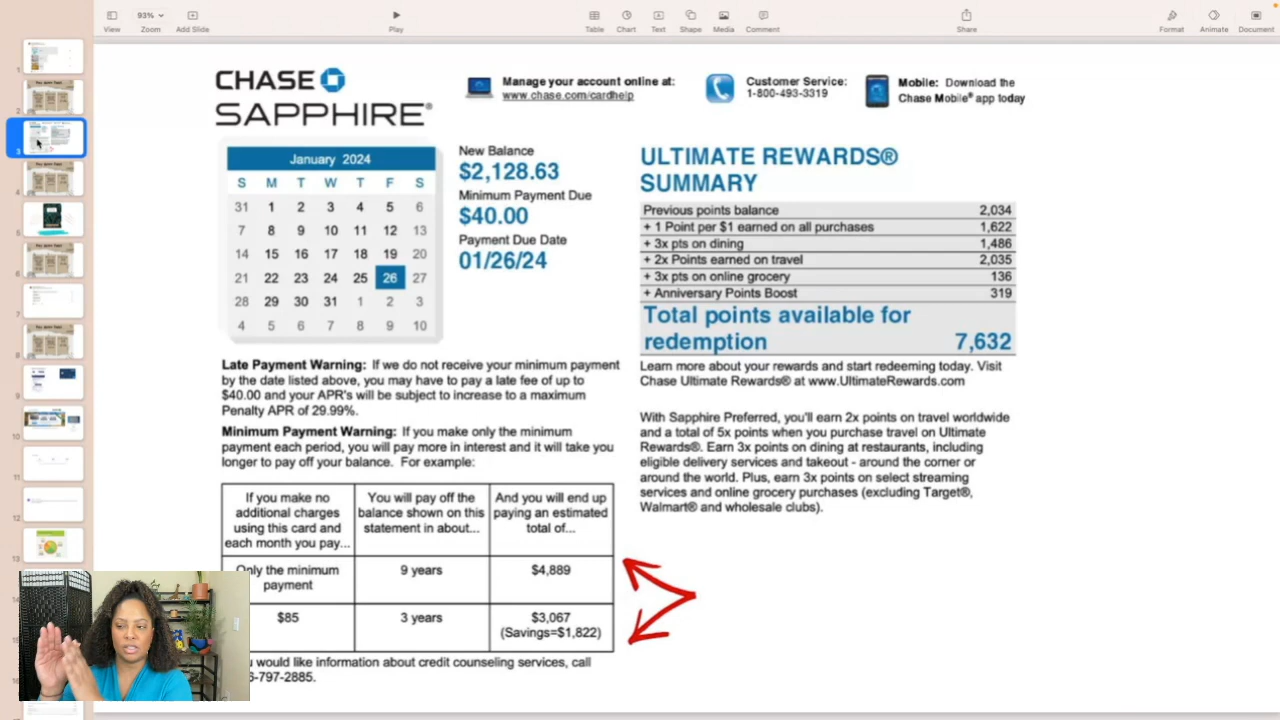 93%
View
Zoom
Add Slide
Play
Table
Chart
Text
Shape
Media
Comment
Share
Format
Animate
Document
CHASE
SAPPHIRE®
Manage your account online at:
www.chase.com/cardhelp
Customer Service:
1-800-493-3319
Mobile: Download the
Chase Mobile® app today
January 2024
S M T W T F S
31 1 2 3 4 5 6
7 8 9 10 11 12 13
14 15 16 17 18 19 20
21 22 23 24 25 26 27
28 29 30 31 1 2 3
4 5 6 7 8 9 10
New Balance
$2,128.63
Minimum Payment Due
$40.00
Payment Due Date
01/26/24
Late Payment Warning: If we do not receive your minimum payment
by the date listed above, you may have to pay a late fee of up to
$40.00 and your APR's will be subject to increase to a maximum
Penalty APR of 29.99%.
Minimum Payment Warning: If you make only the minimum
payment each period, you will pay more in interest and it will take you
longer to pay off your balance. For example:
If you make no
additional charges
using this card and
each month you pay...
You will pay off the
balance shown on this
statement in about...
And you will end up
paying an estimated
total of...
Only the minimum
payment
9 years
$4,889
$85
3 years
$3,067
(Savings=$1,822)
would like information about credit counseling services, call
-797-2885.
ULTIMATE REWARDS®
SUMMARY
Previous points balance 2,034
+ 1 Point per $1 earned on all purchases 1,622
+ 3x pts on dining 1,486
+ 2x Points earned on travel 2,035
+ 3x pts on online grocery 136
+ Anniversary Points Boost 319
Total points available for
redemption 7,632
Learn more about your rewards and start redeeming today. Visit
Chase Ultimate Rewards® at www.UltimateRewards.com
With Sapphire Preferred, you'll earn 2x points on travel worldwide
and a total of 5x points when you purchase travel on Ultimate
Rewards®. Earn 3x points on dining at restaurants, including
eligible delivery services and takeout - around the corner or
around the world. Plus, earn 3x points on select streaming
services and online grocery purchases (excluding Target®,
Walmart® and wholesale clubs).
3
4
5
6
7
8
9
10
11
12
13